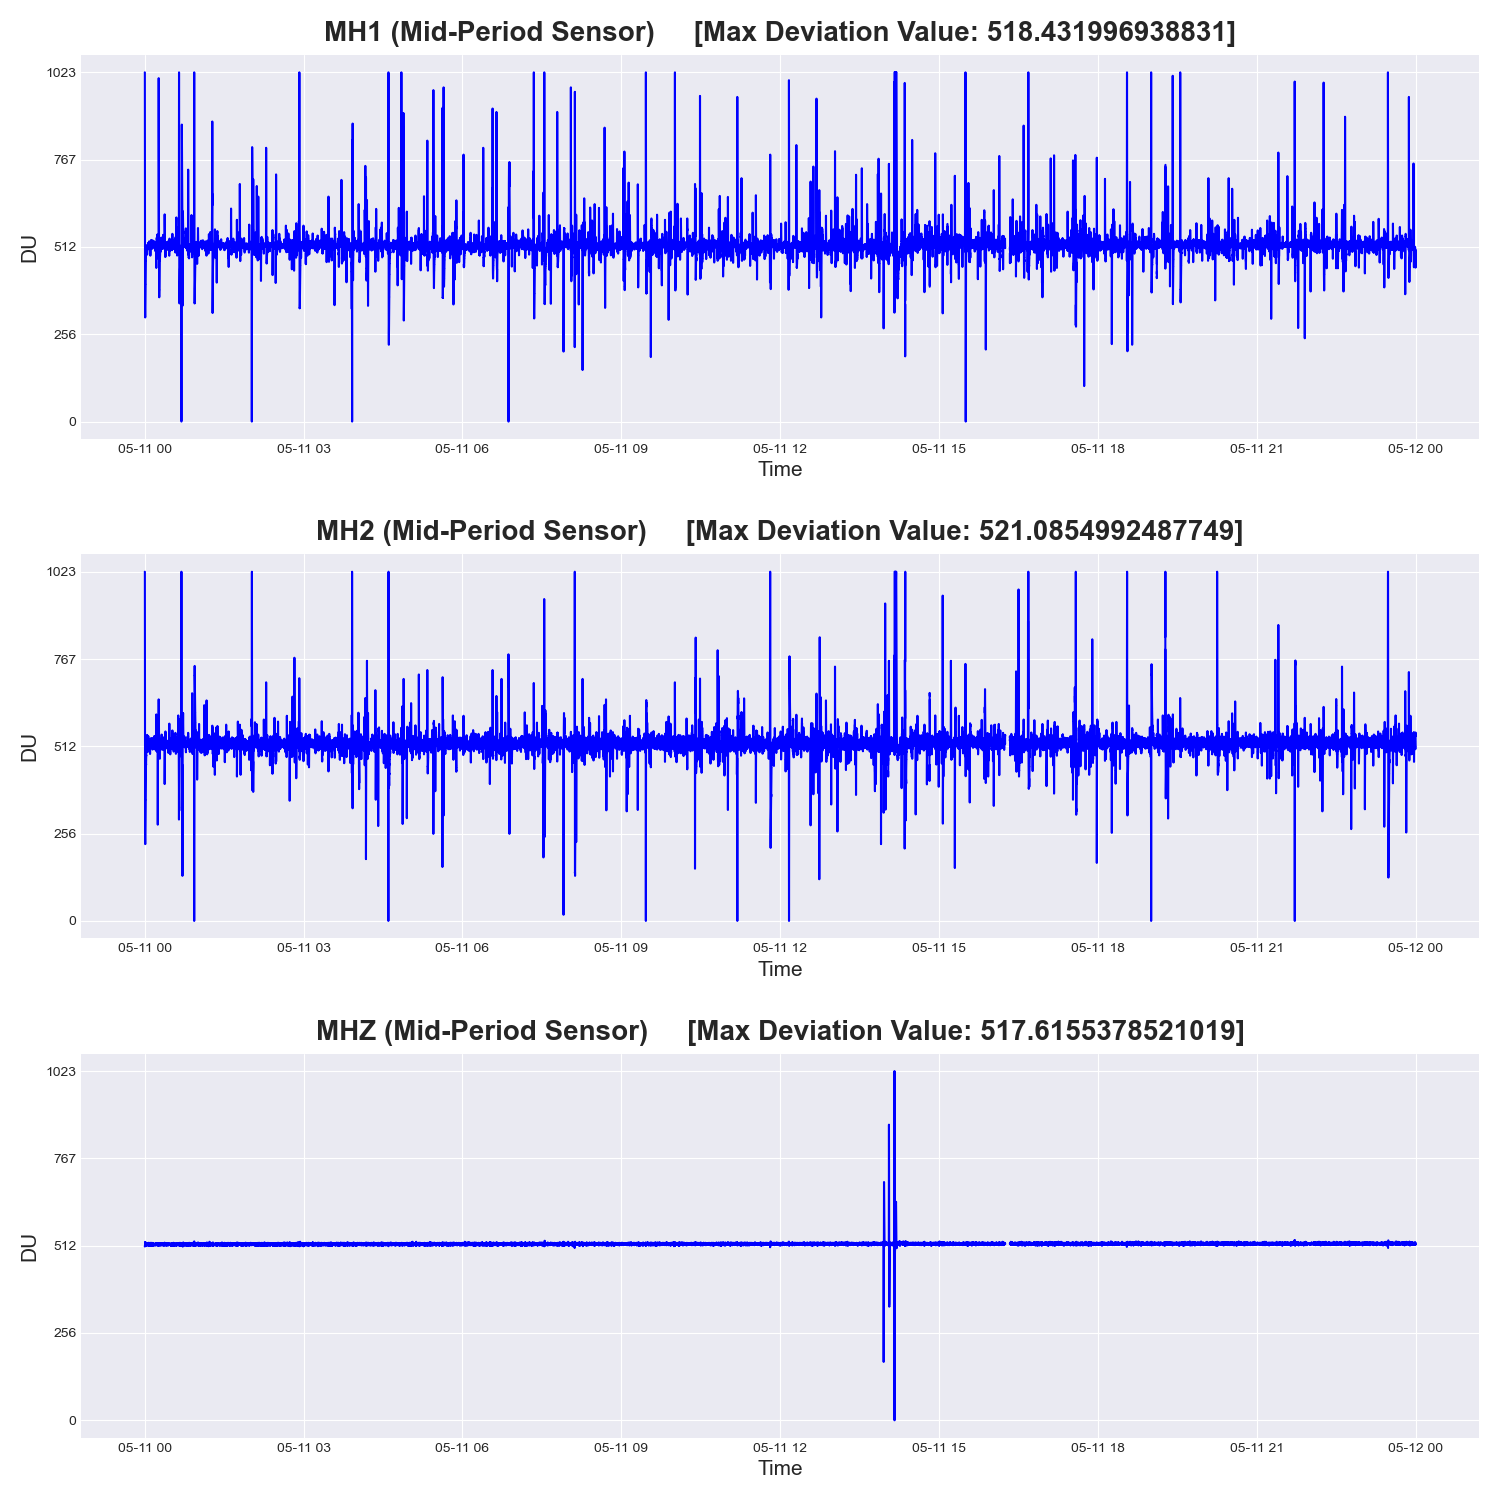 MH1 (Mid-Period Sensor) [Max Deviation Value: 518.431996938831]
1023
767
512
256
0
DU
05-11 00 05-11 03 05-11 06 05-11 09 05-11 12 05-11 15 05-11 18 05-11 21 05-12 00
Time
MH2 (Mid-Period Sensor) [Max Deviation Value: 521.0854992487749]
1023
767
512
256
0
DU
05-11 00 05-11 03 05-11 06 05-11 09 05-11 12 05-11 15 05-11 18 05-11 21 05-12 00
Time
MHZ (Mid-Period Sensor) [Max Deviation Value: 517.6155378521019]
1023
767
512
256
0
DU
05-11 00 05-11 03 05-11 06 05-11 09 05-11 12 05-11 15 05-11 18 05-11 21 05-12 00
Time